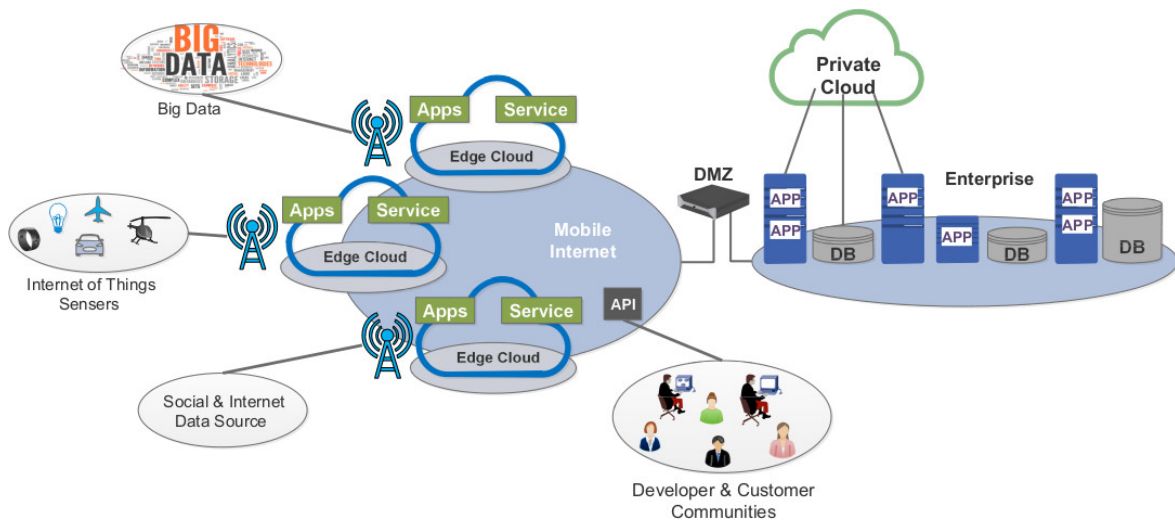 BIG
DATA
STORAGE
Big Data
Apps
Service
Edge Cloud
Private
Cloud
DMZ
Enterprise
APP
APP
DB
APP
APP
DB
APP
APP
DB
Apps
Service
Edge Cloud
Mobile
Internet
Internet of Things
Sensers
Apps
Service
Edge Cloud
API
Social & Internet
Data Source
Developer & Customer
Communities